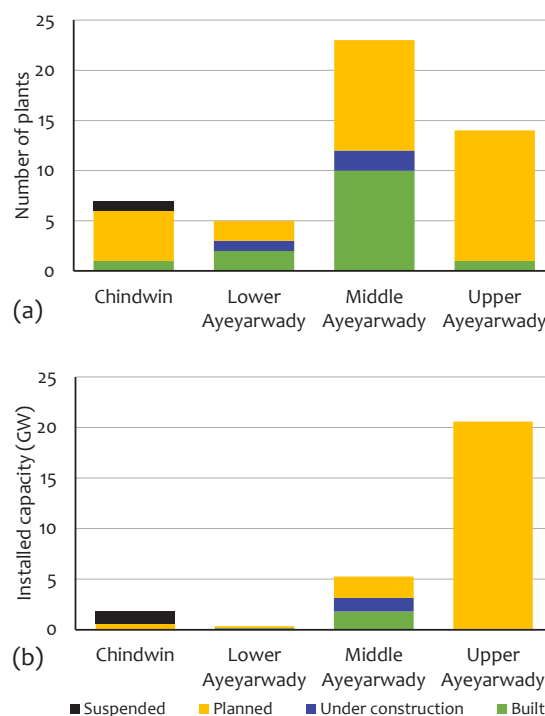 25
20
15
10
5
0
Number of plants
Chindwin
Lower
Ayeyarwady
Middle
Ayeyarwady
Upper
Ayeyarwady
(a)
25
20
15
10
5
0
Installed capacity (GW)
Chindwin
Lower
Ayeyarwady
Middle
Ayeyarwady
Upper
Ayeyarwady
(b)
Suspended Planned Under construction Built